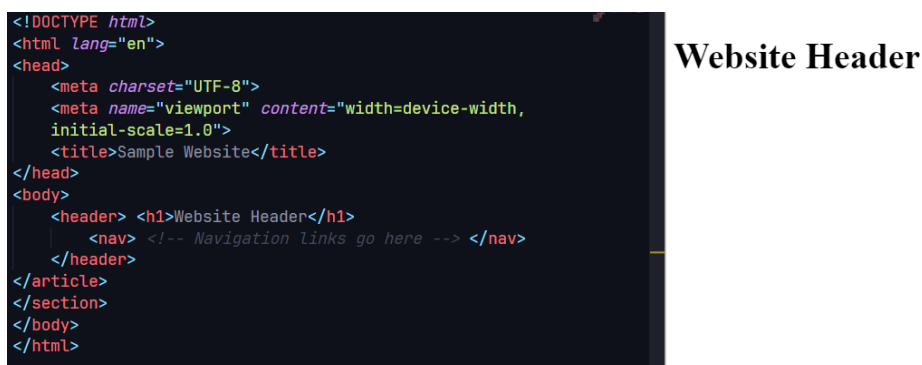 <!DOCTYPE html>
<html lang="en">
<head>
    <meta charset="UTF-8">
    <meta name="viewport" content="width=device-width,
    initial-scale=1.0">
    <title>Sample Website</title>
</head>
<body>
    <header> <h1>Website Header</h1>
        <nav> <!-- Navigation links go here --> </nav>
    </header>
</article>
</section>
</body>
</html>
Website Header